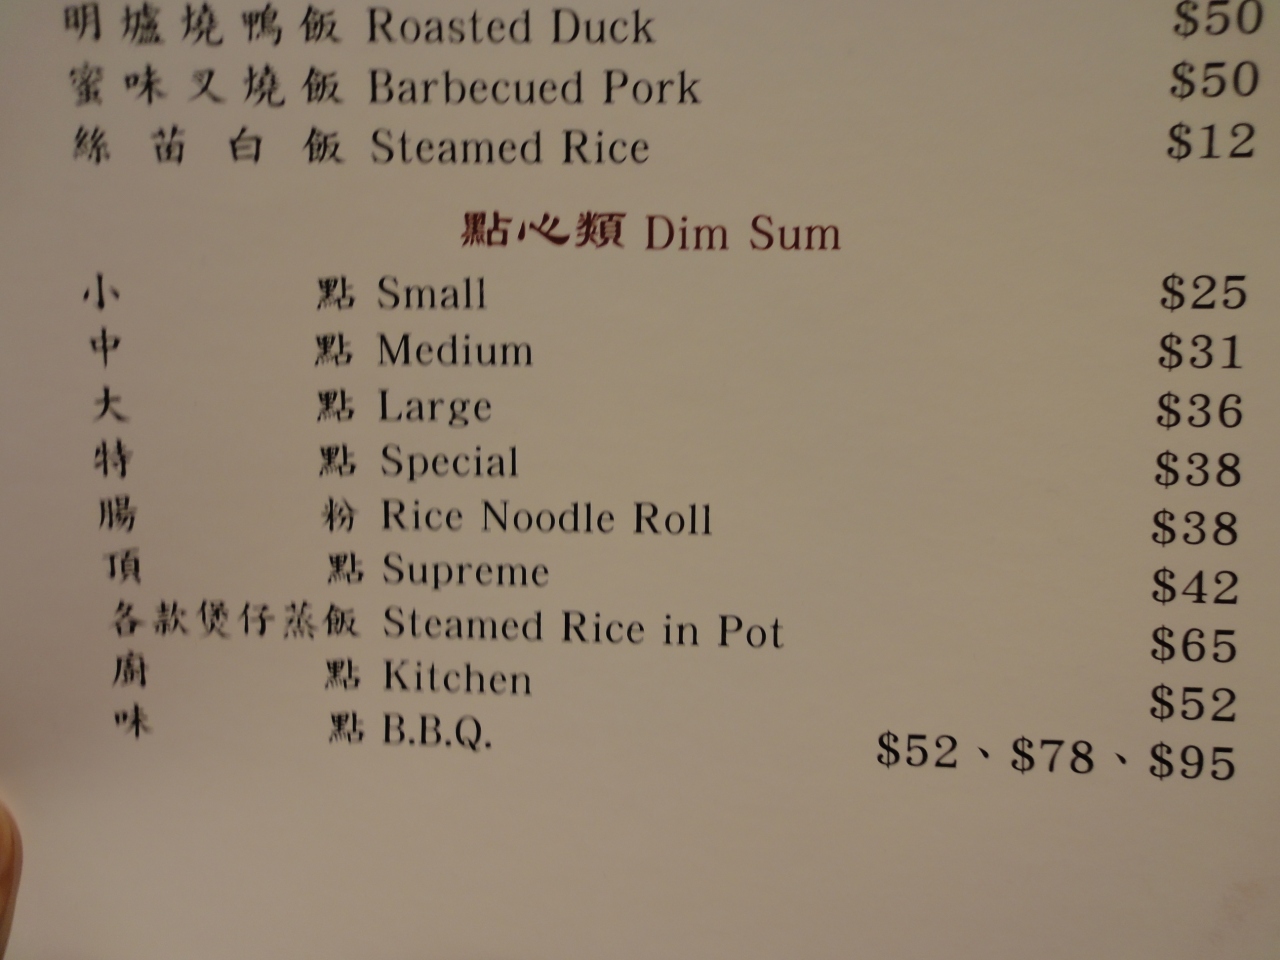 明爐燒鴨飯 Roasted Duck $50
蜜味叉燒飯 Barbecued Pork $50
絲苗白飯 Steamed Rice $12
點心類 Dim Sum
小點 Small $25
中點 Medium $31
大點 Large $36
特點 Special $38
腸粉 Rice Noodle Roll $38
頂點 Supreme $42
各款煲仔蒸飯 Steamed Rice in Pot $65
廚點 Kitchen $52
味點 B.B.Q. $52、$78、$95